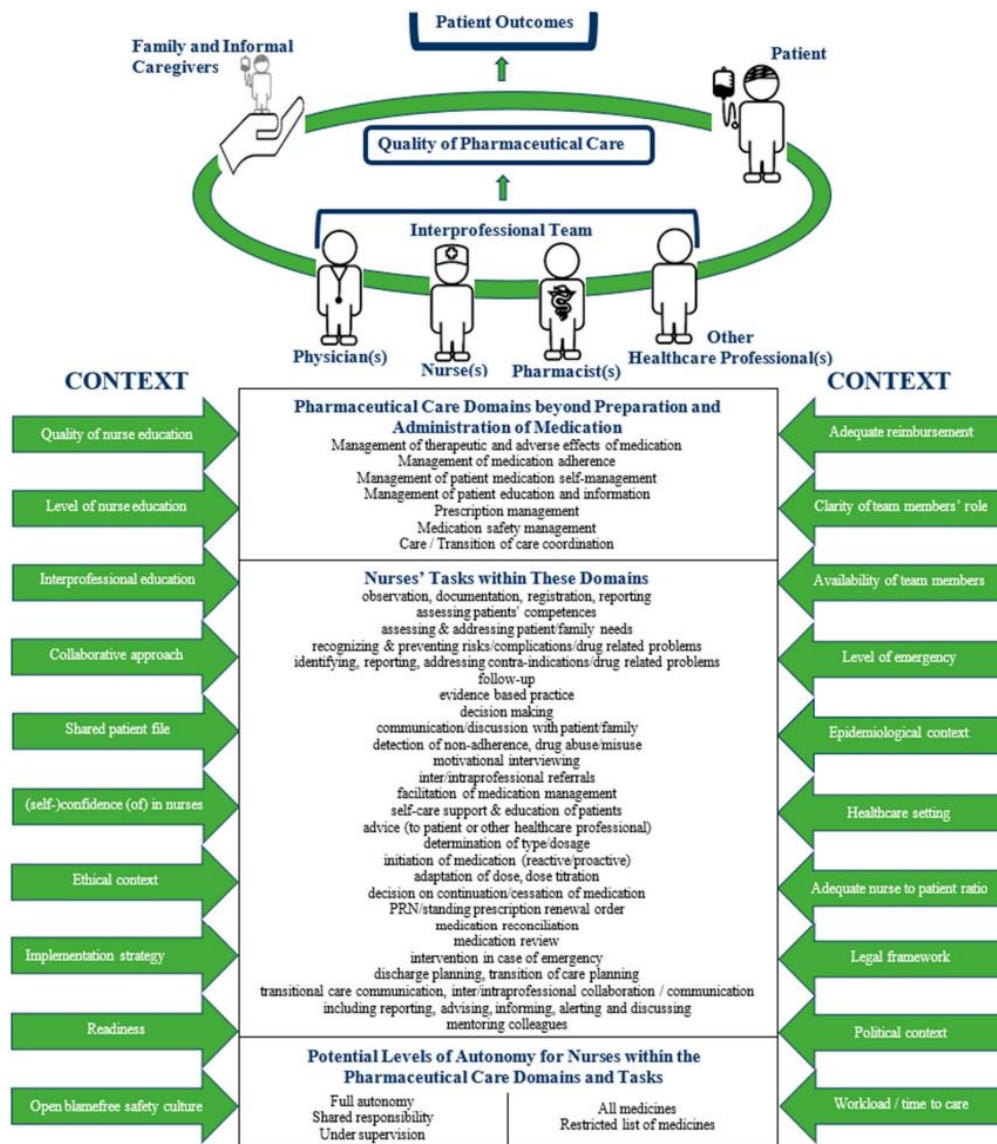 Patient Outcomes
Family and Informal
Caregivers
Patient
Quality of Pharmaceutical Care
Interprofessional Team
Physician(s)
Nurse(s)
Pharmacist(s)
Other
Healthcare Professional(s)
CONTEXT
Quality of nurse education
Level of nurse education
Interprofessional education
Collaborative approach
Shared patient file
(self-)confidence (of) in nurses
Ethical context
Implementation strategy
Readiness
Open blamefree safety culture
Pharmaceutical Care Domains beyond Preparation and
Administration of Medication
Management of therapeutic and adverse effects of medication
Management of medication adherence
Management of patient medication self-management
Management of patient education and information
Prescription management
Medication safety management
Care / Transition of care coordination
Nurses' Tasks within These Domains
observation, documentation, registration, reporting
assessing patients' competences
assessing & addressing patient/family needs
recognizing & preventing risks/complications/drug related problems
identifying, reporting, addressing contra-indications/drug related problems
follow-up
evidence based practice
decision making
communication/discussion with patient/family
detection of non-adherence, drug abuse/misuse
motivational interviewing
inter/intraprofessional referrals
facilitation of medication management
self-care support & education of patients
advice (to patient or other healthcare professional)
determination of type/dosage
initiation of medication (reactive/proactive)
adaptation of dose, dose titration
decision on continuation/cessation of medication
PRN/standing prescription renewal order
medication reconciliation
medication review
intervention in case of emergency
discharge planning, transition of care planning
transitional care communication, inter/intraprofessional collaboration / communication
including reporting, advising, informing, alerting and discussing
mentoring colleagues
Potential Levels of Autonomy for Nurses within the
Pharmaceutical Care Domains and Tasks
Full autonomy
Shared responsibility
Under supervision
All medicines
Restricted list of medicines
CONTEXT
Adequate reimbursement
Clarity of team members' role
Availability of team members
Level of emergency
Epidemiological context
Healthcare setting
Adequate nurse to patient ratio
Legal framework
Political context
Workload / time to care